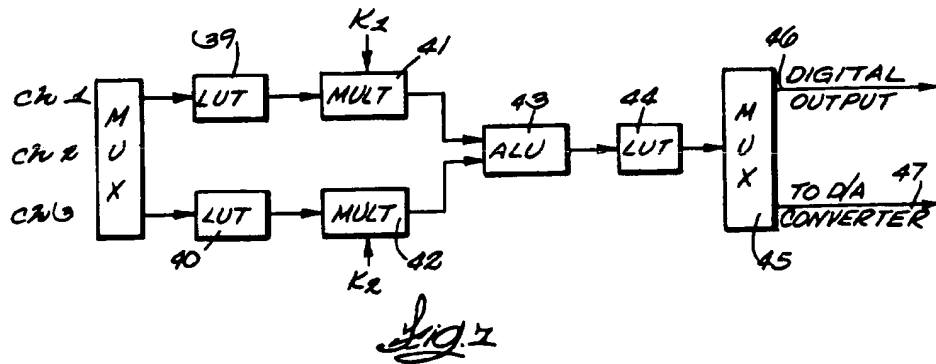 K1
39
41
46
ch 1
LUT
MULT
43
44
DIGITAL
OUTPUT
ch 2
M
U
X
ALU
LUT
M
U
X
ch 3
LUT
MULT
TO D/A
CONVERTER
47
40
K2
42
45
Fig. 7